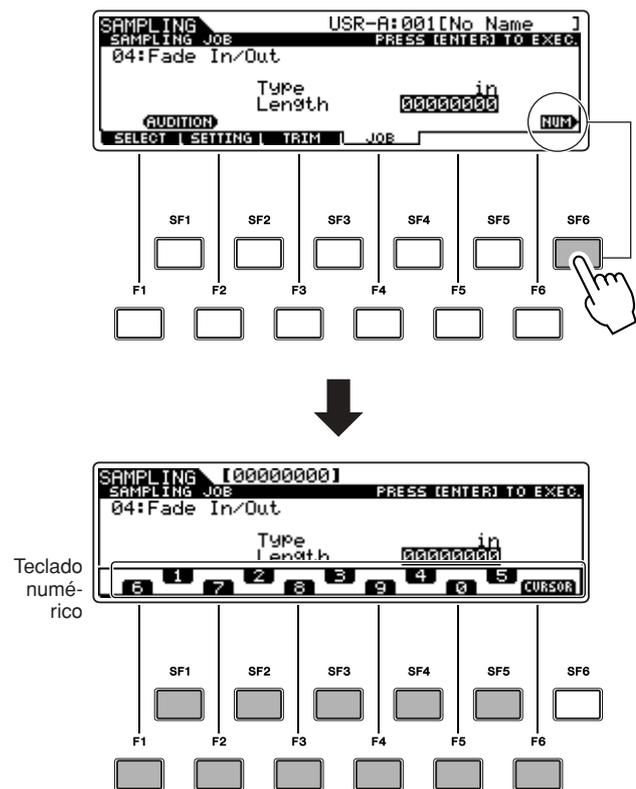 SAMPLING USR-A:001[No Name ]
SAMPLING JOB PRESS [ENTER] TO EXEC.
04:Fade In/Out
Type in
Length 00000000
AUDITION NUM
SELECT SETTING TRIM JOB
SF1 SF2 SF3 SF4 SF5 SF6
F1 F2 F3 F4 F5 F6
SAMPLING [00000000]
SAMPLING JOB PRESS [ENTER] TO EXEC.
04:Fade In/Out
Type in
Length 00000000
Teclado
numé-
rico
1 2 3 4 5
6 7 8 9 0 CURSOR
SF1 SF2 SF3 SF4 SF5 SF6
F1 F2 F3 F4 F5 F6